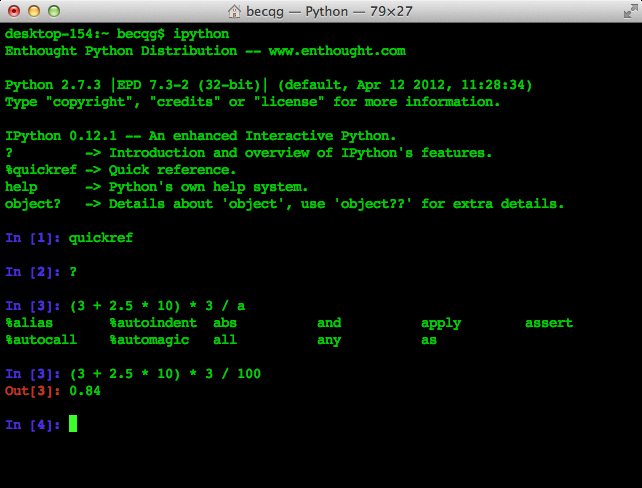 becqg — Python — 79×27
desktop-154:~ becqg$ ipython
Enthought Python Distribution -- www.enthought.com
Python 2.7.3 |EPD 7.3-2 (32-bit)| (default, Apr 12 2012, 11:28:34)
Type "copyright", "credits" or "license" for more information.
IPython 0.12.1 -- An enhanced Interactive Python.
?         -> Introduction and overview of IPython's features.
%quickref -> Quick reference.
help      -> Python's own help system.
object?   -> Details about 'object', use 'object??' for extra details.
In [1]: quickref
In [2]: ?
In [3]: (3 + 2.5 * 10) * 3 / a
%alias       %autoindent  abs          and          apply        assert
%autocall    %automagic   all          any          as
In [3]: (3 + 2.5 * 10) * 3 / 100
Out[3]: 0.84
In [4]: